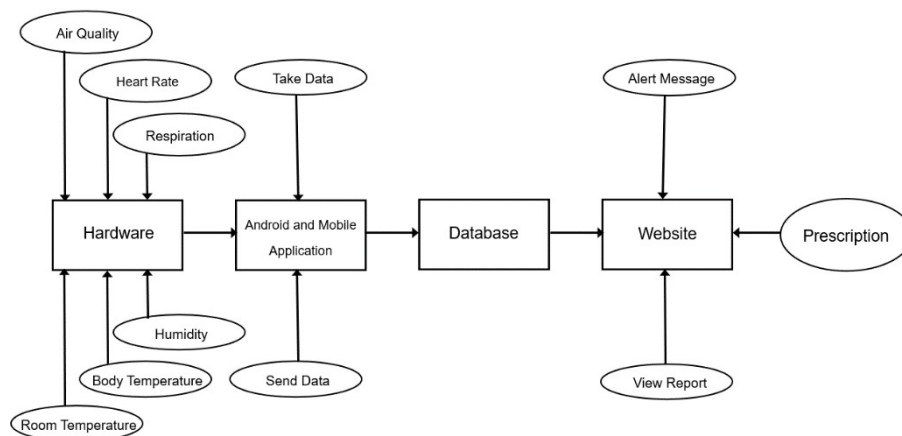 Air Quality
Heart Rate
Respiration
Take Data
Alert Message
Hardware
Android and Mobile
Application
Database
Website
Prescription
Humidity
Body Temperature
Room Temperature
Send Data
View Report